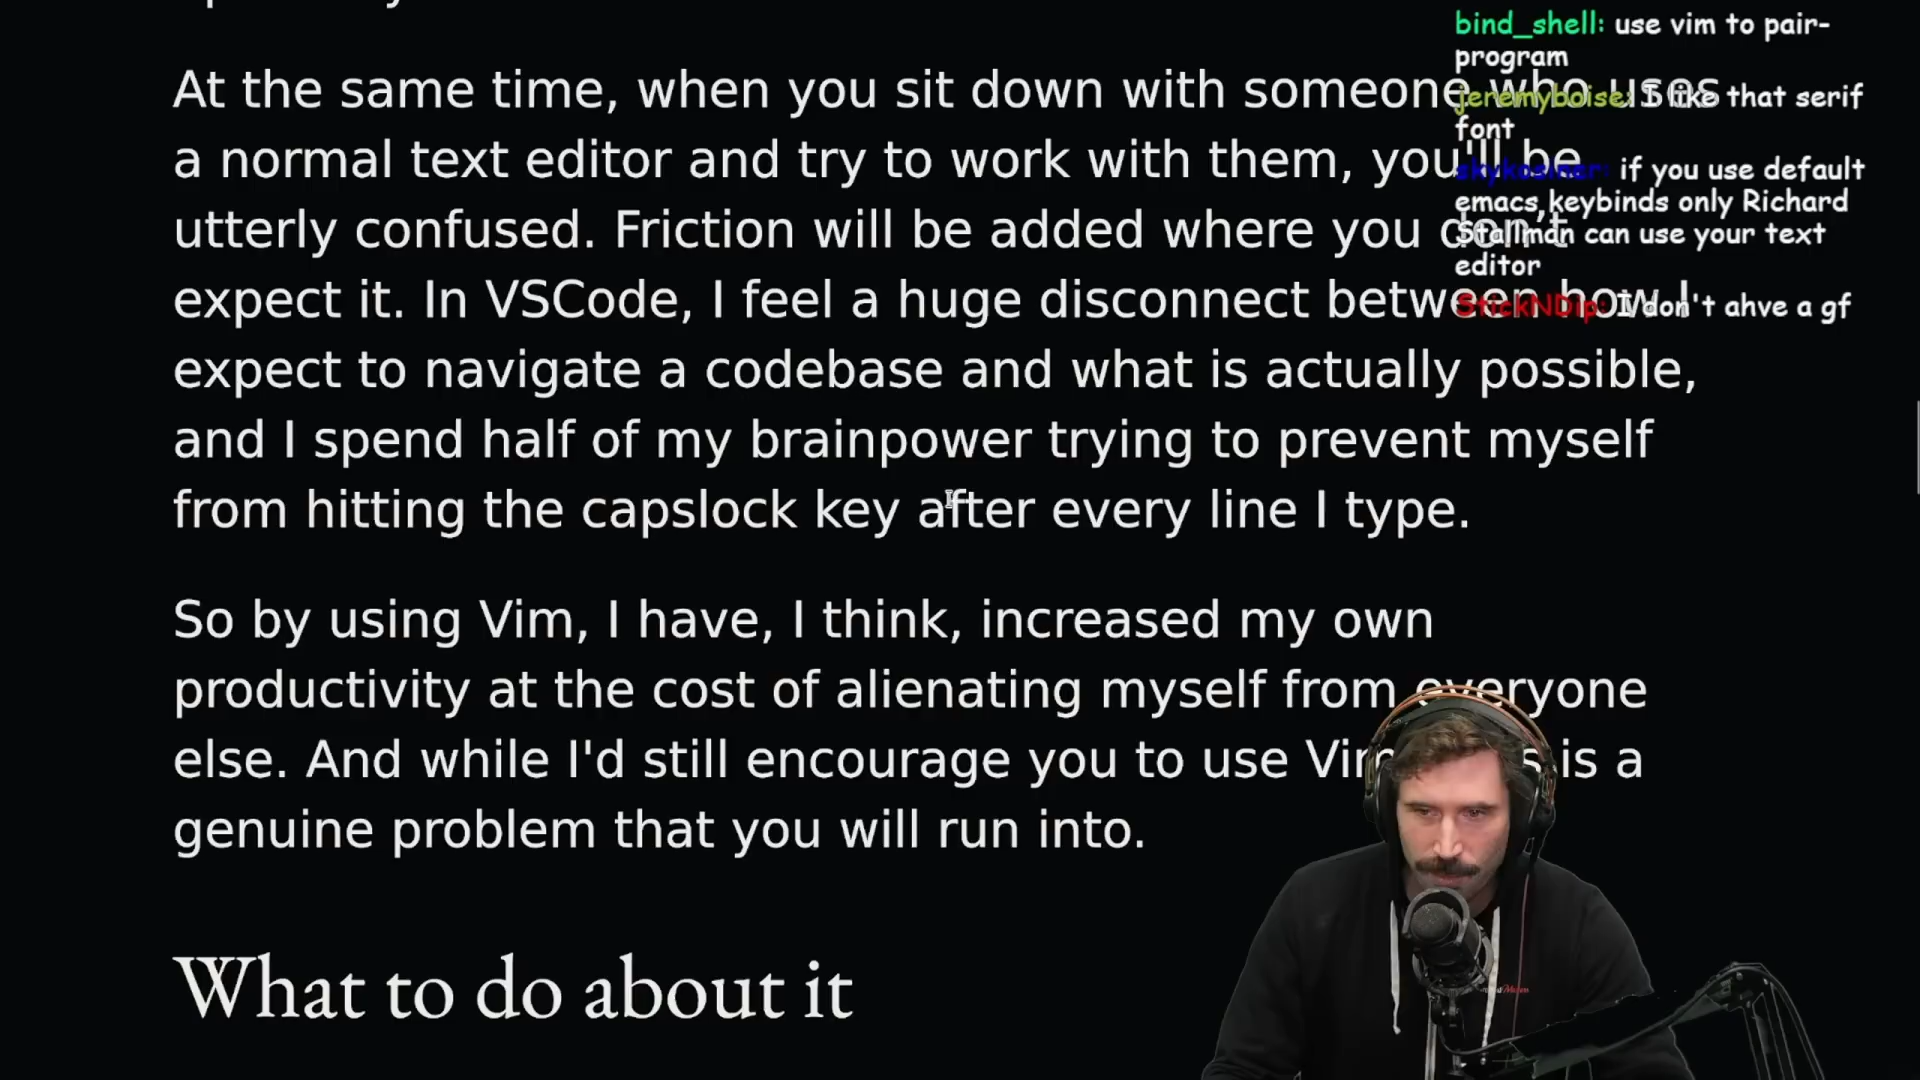 At the same time, when you sit down with someone who uses
a normal text editor and try to work with them, you'll be
utterly confused. Friction will be added where you don't
expect it. In VSCode, I feel a huge disconnect between how I
expect to navigate a codebase and what is actually possible,
and I spend half of my brainpower trying to prevent myself
from hitting the capslock key after every line I type.
So by using Vim, I have, I think, increased my own
productivity at the cost of alienating myself from everyone
else. And while I'd still encourage you to use Vim, is a
genuine problem that you will run into.
What to do about it
bind_shell: use vim to pair-
program
jeremyboise: I like that serif
font
if you use default
emacs keybinds only Richard
Stallman can use your text
editor
StickNDip: I don't ahve a gf